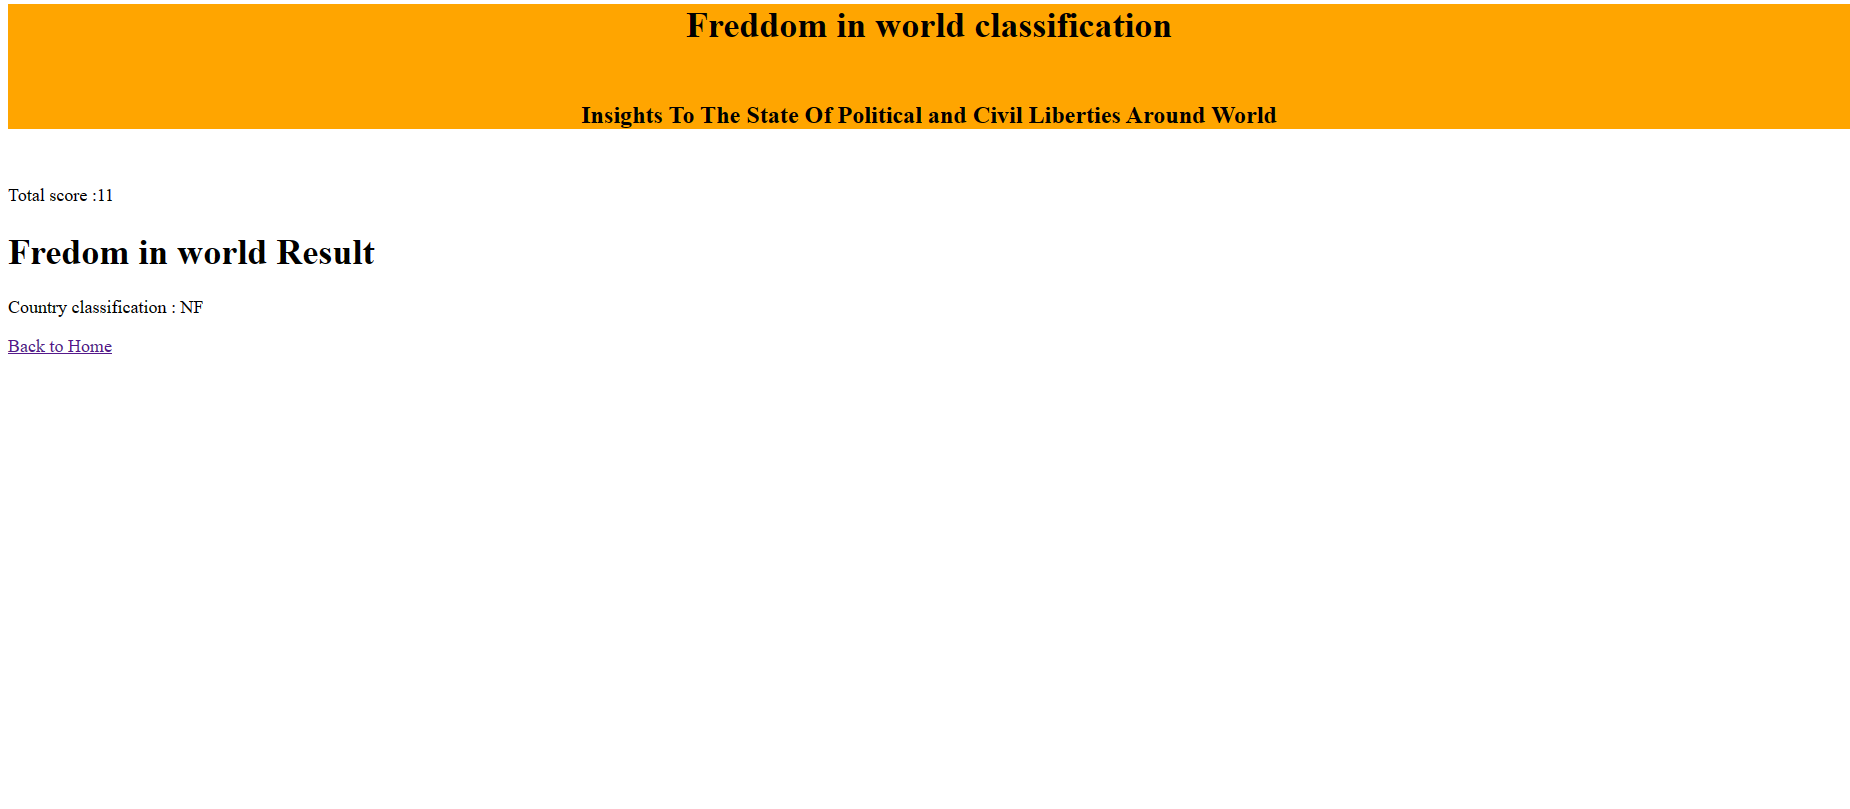 Freddom in world classification
Insights To The State Of Political and Civil Liberties Around World
Total score :11
Fredom in world Result
Country classification : NF
Back to Home